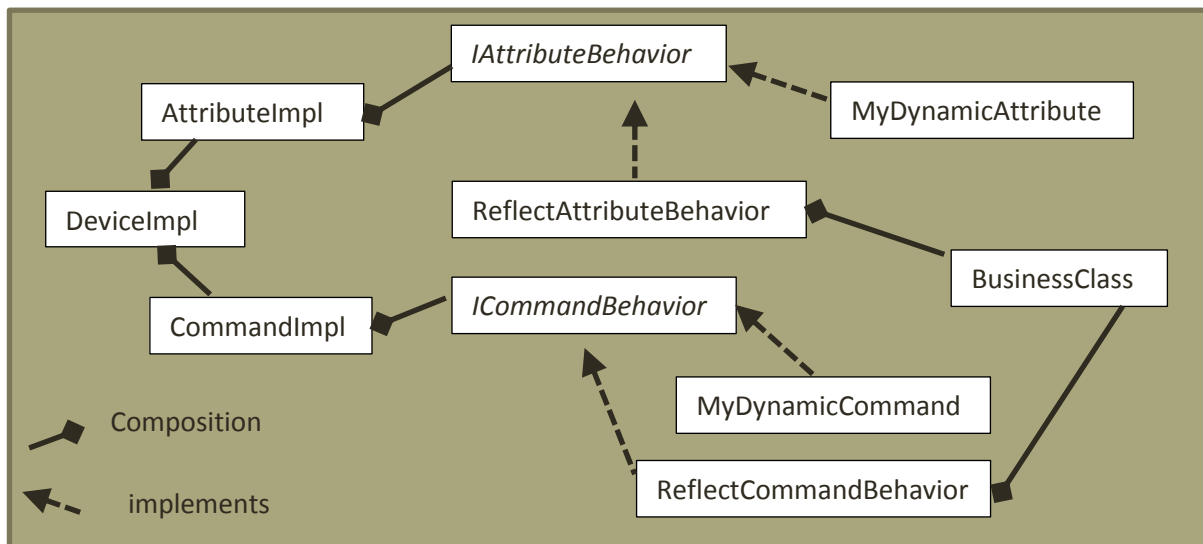 IAttributeBehavior
AttributeImpl
MyDynamicAttribute
DeviceImpl
ReflectAttributeBehavior
BusinessClass
ICommandBehavior
CommandImpl
MyDynamicCommand
Composition
ReflectCommandBehavior
implements